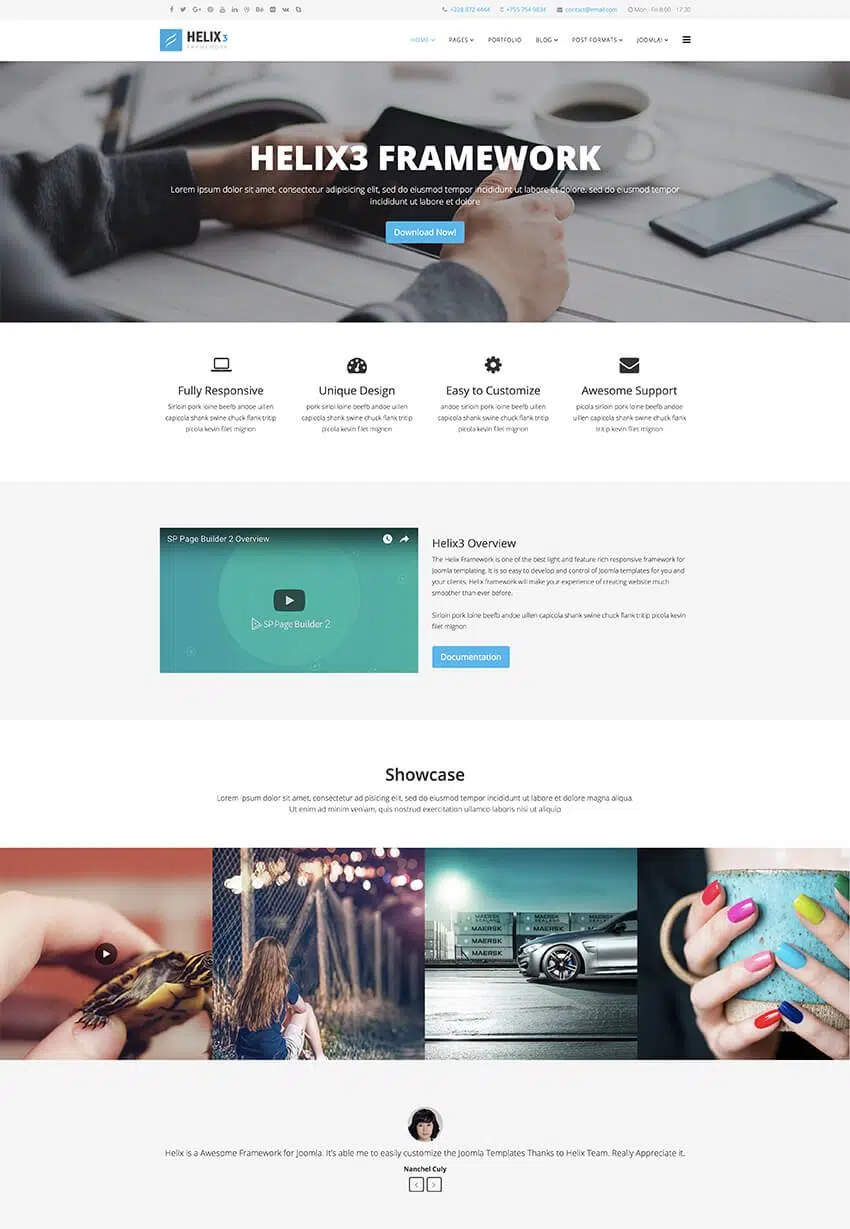 +228 872 4444 +755 754 9834 contact@email.com Mon - Fri 8:00 - 17:30
HELIX3
FRAMEWORK
HOME PAGES PORTFOLIO BLOG POST FORMATS JOOMLA!
HELIX3 FRAMEWORK
Lorem ipsum dolor sit amet, consectetur adipisicing elit, sed do eiusmod tempor incididunt ut labore et dolore, sed do eiusmod tempor
incididunt ut labore et dolore
Download Now!
Fully Responsive
Sirloin pork loine beefb andoe uillen
capicola shank swine chuck flank tritip
picola kevin filet mignon
Unique Design
pork sirloi loine beefb andoe uillen
capicola shank swine chuck flank tritip
picola kevin filet mignon
Easy to Customize
andoe sirloin pork loine beefb uillen
capicola shank swine chuck flank tritip
picola kevin filet mignon
Awesome Support
picola sirloin pork loine beefb andoe
uillen capicola shank swine chuck flank
tritip kevin filet mignon
SP Page Builder 2 Overview
SP Page Builder 2
Helix3 Overview
The Helix Framework is one of the best light and feature rich responsive framework for
Joomla templating. It is so easy to develop and control of Joomla templates for you and
your clients. Helix framework will make your experience of creating website much
smoother than ever before.
Sirloin pork loine beefb andoe uillen capicola shank swine chuck flank tritip picola kevin
filet mignon
Documentation
Showcase
Lorem ipsum dolor sit amet, consectetur ad pisicing elit, sed do eiusmod tempor incididunt ut labore et dolore magna aliqua.
Ut enim ad minim veniam, quis nostrud exercitation ullamco laboris nisi ut aliquip
MAERSK SEALAND MAERSK SEALAND MAERSK SEALAND
MAERSK MAERSK
MAERSK
MAERSK
Helix is a Awesome Framework for Joomla. It's able me to easily customize the Joomla Templates Thanks to Helix Team. Really Appreciate it.
Nanchel Culy